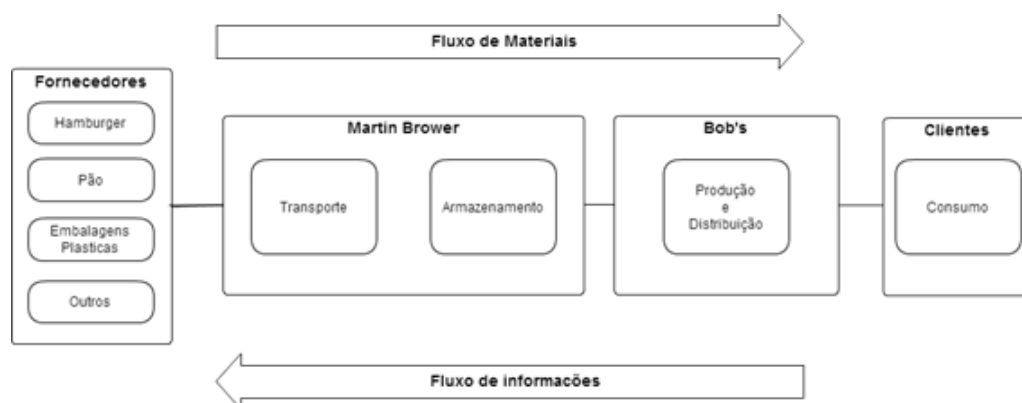 Fluxo de Materiais
Fornecedores
Hamburger
Pão
Embalagens
Plasticas
Outros
Martin Brower
Transporte
Armazenamento
Bob's
Produção
e
Distribuição
Clientes
Consumo
Fluxo de informacões